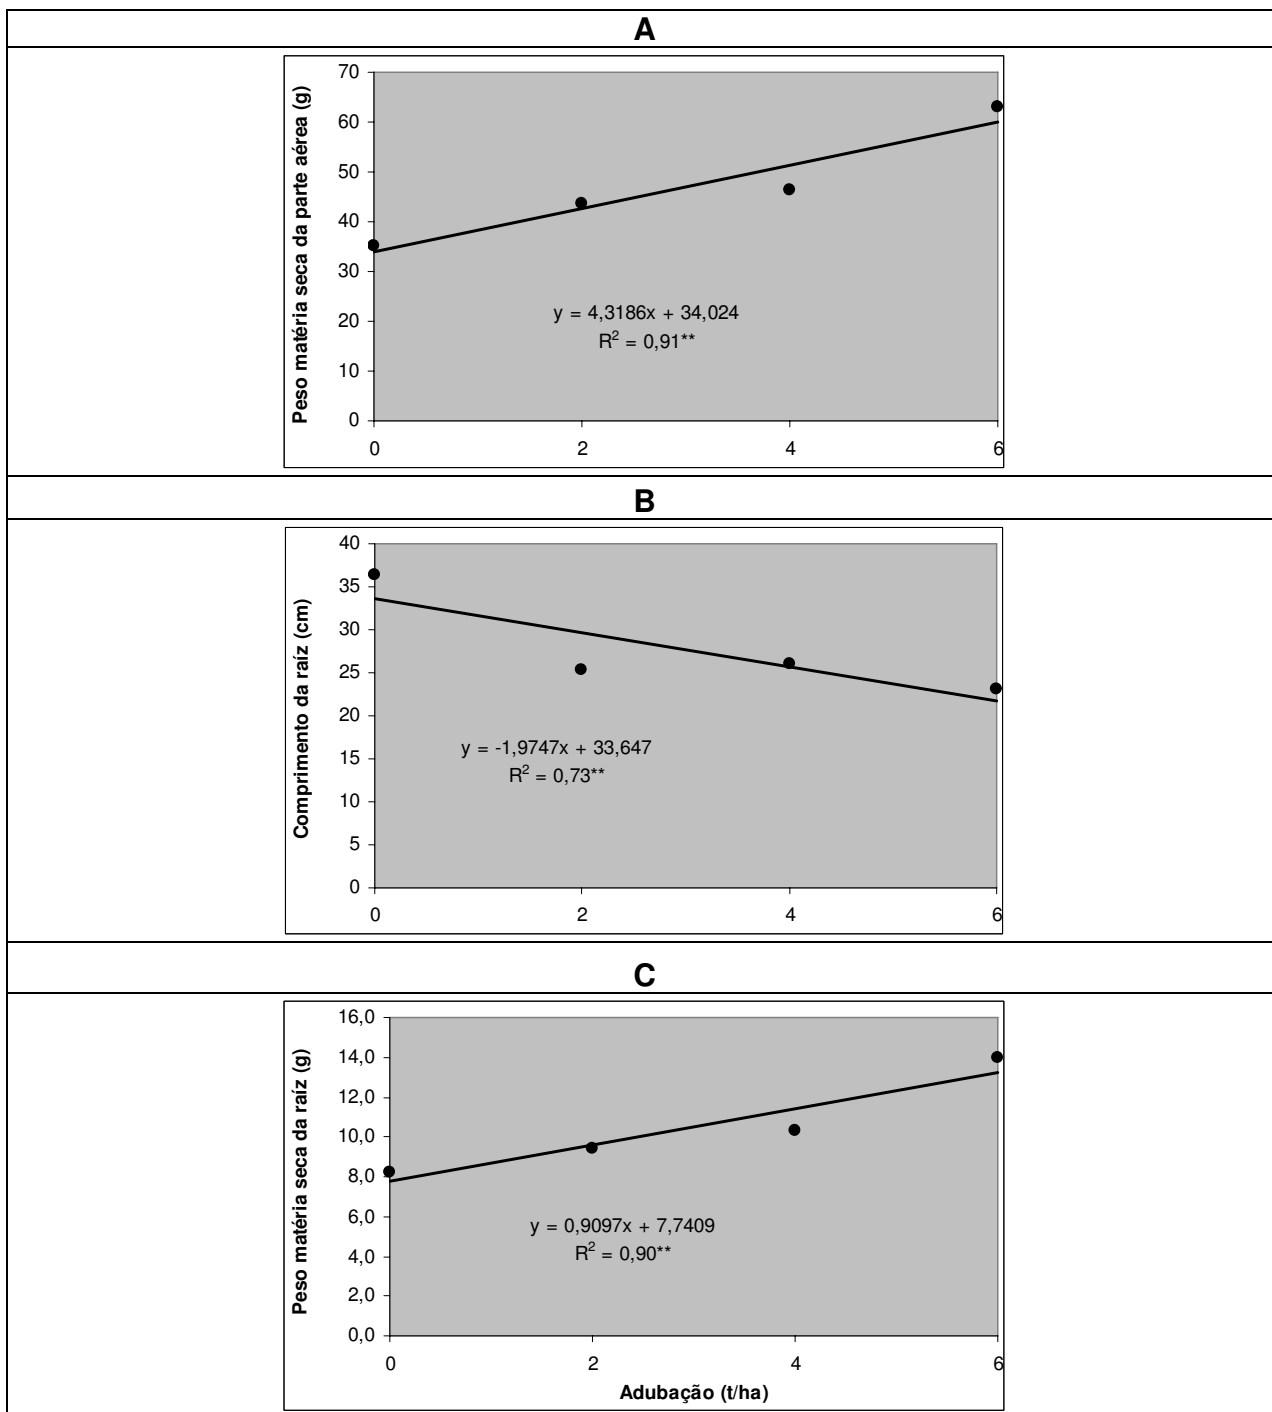 A
Peso matéria seca da parte aérea (g)
70
60
50
40
30
20
10
0
y = 4,3186x + 34,024
R² = 0,91**
0 2 4 6
B
Comprimento da raíz (cm)
40
35
30
25
20
15
10
5
0
y = -1,9747x + 33,647
R² = 0,73**
0 2 4 6
C
Peso matéria seca da raíz (g)
16,0
14,0
12,0
10,0
8,0
6,0
4,0
2,0
0,0
y = 0,9097x + 7,7409
R² = 0,90**
0 2 4 6
Adubação (t/ha)